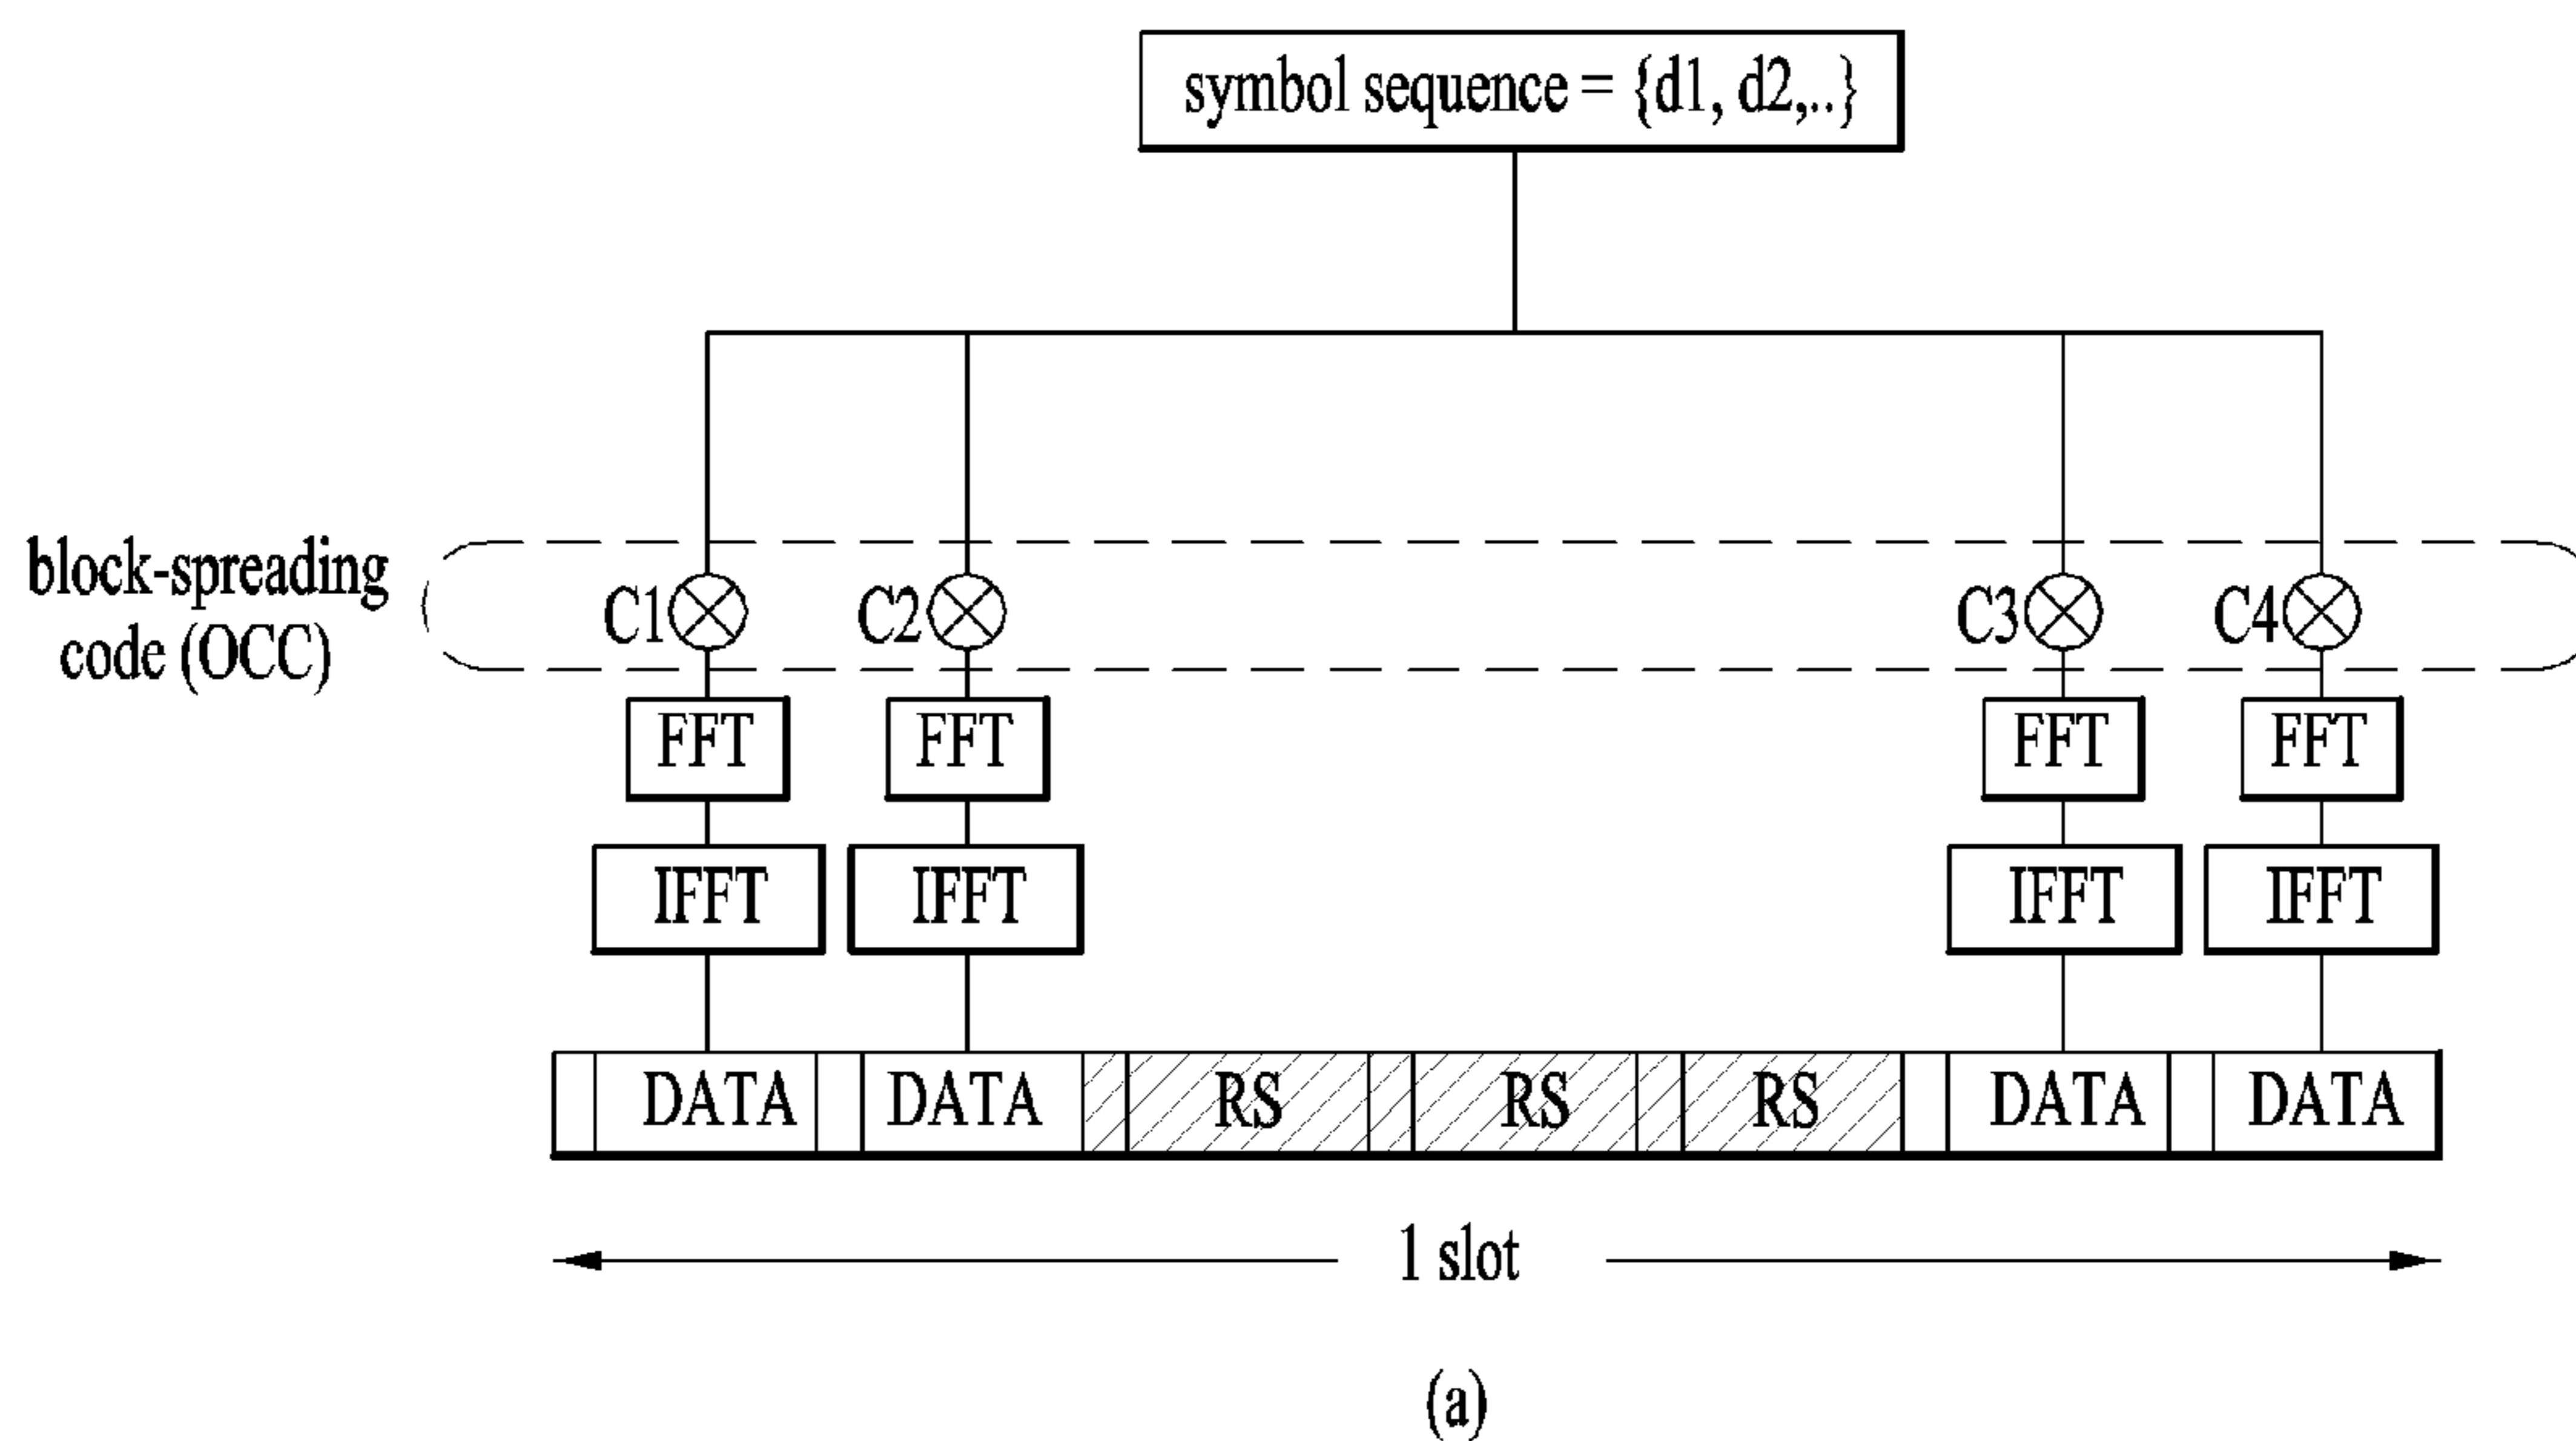 symbol sequence = {d1, d2,..}
block-spreading
code (OCC)
C1 C2 C3 C4
FFT FFT FFT FFT
IFFT IFFT IFFT IFFT
DATA DATA RS RS RS DATA DATA
1 slot
(a)